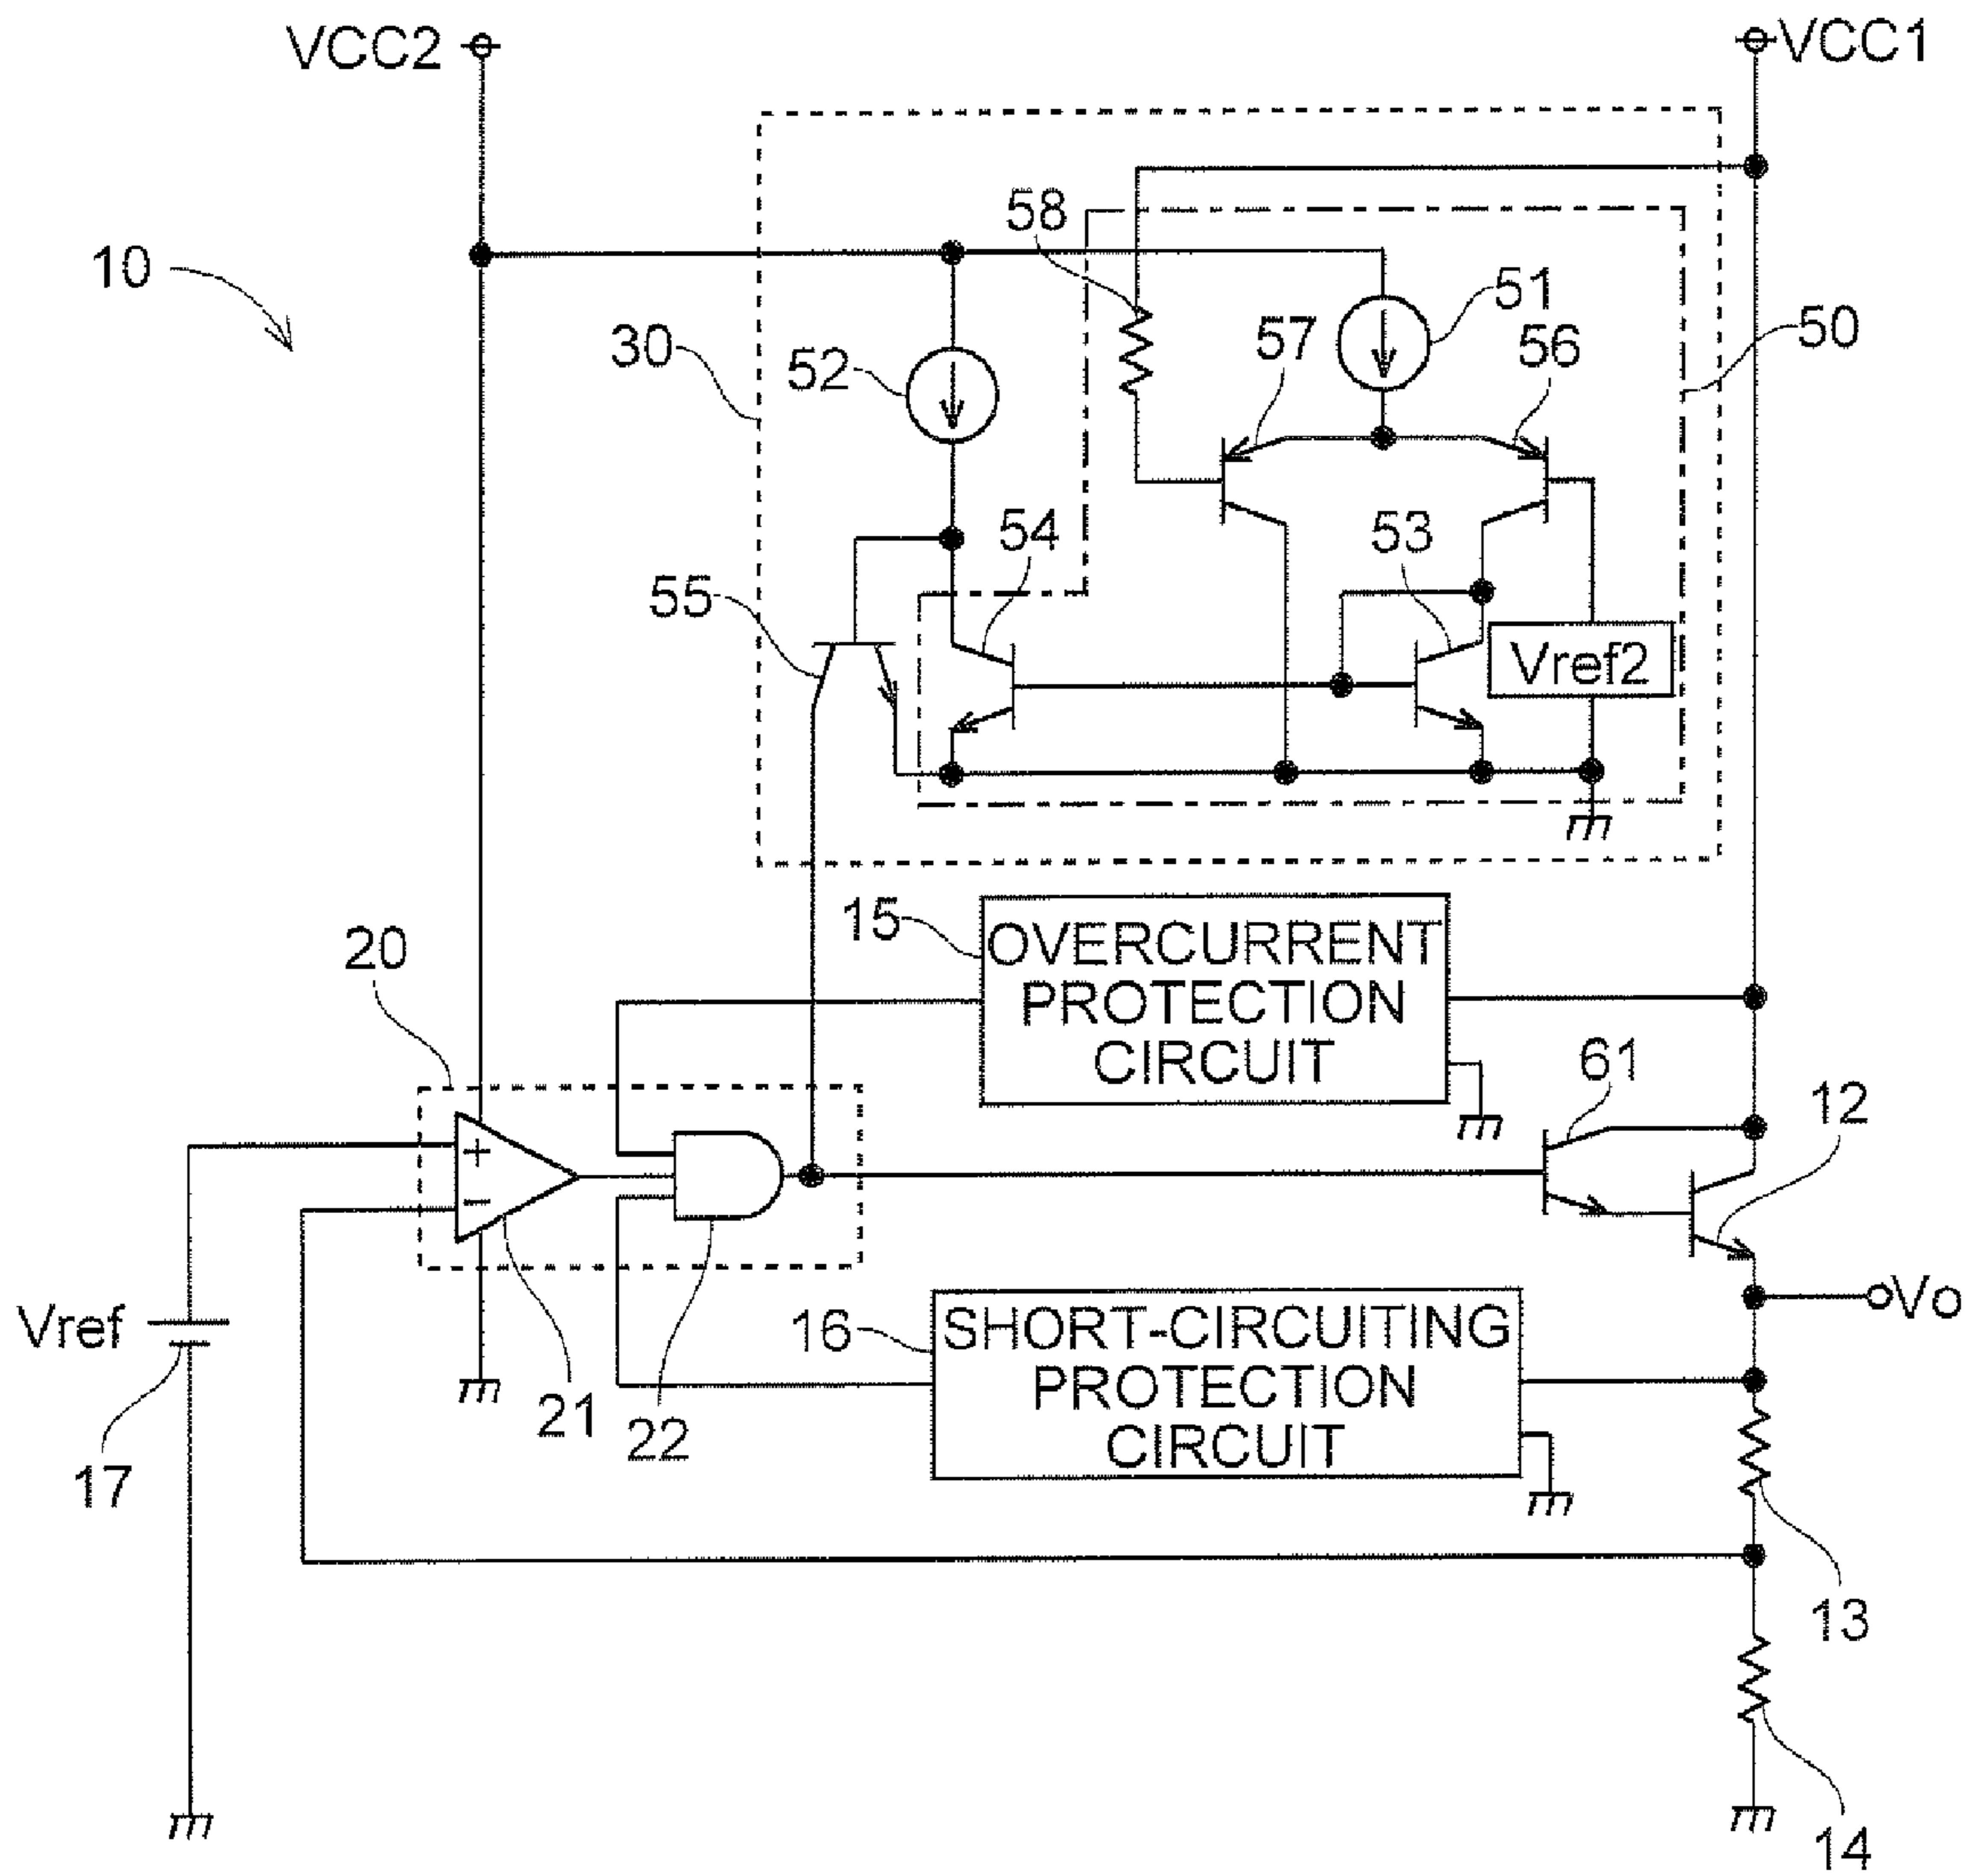 VCC2
VCC1
10
58
51
50
30
52
57
56
54
53
55
Vref2
15
OVERCURRENT
PROTECTION
CIRCUIT
20
61
12
+
−
Vo
Vref
16
SHORT-CIRCUITING
PROTECTION
CIRCUIT
21
22
17
13
14